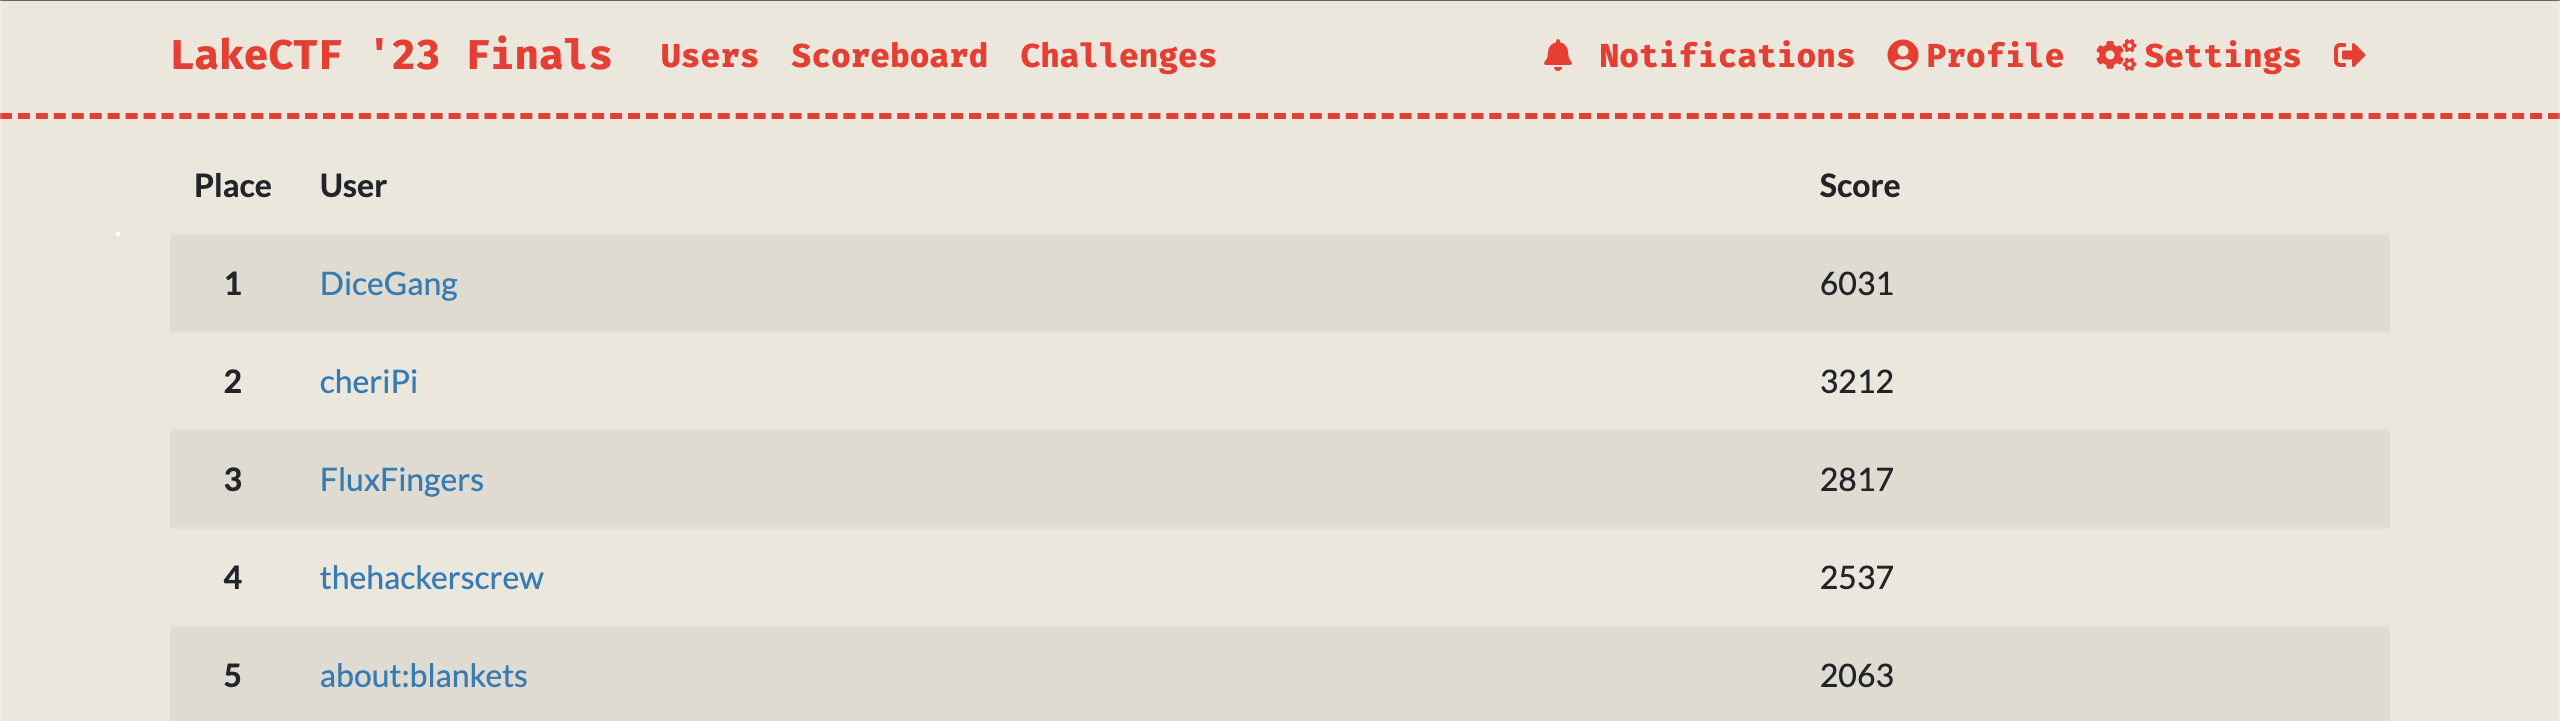 LakeCTF '23 Finals Users Scoreboard Challenges Notifications Profile Settings
Place User Score
1 DiceGang 6031
2 cheriPi 3212
3 FluxFingers 2817
4 thehackerscrew 2537
5 about:blankets 2063